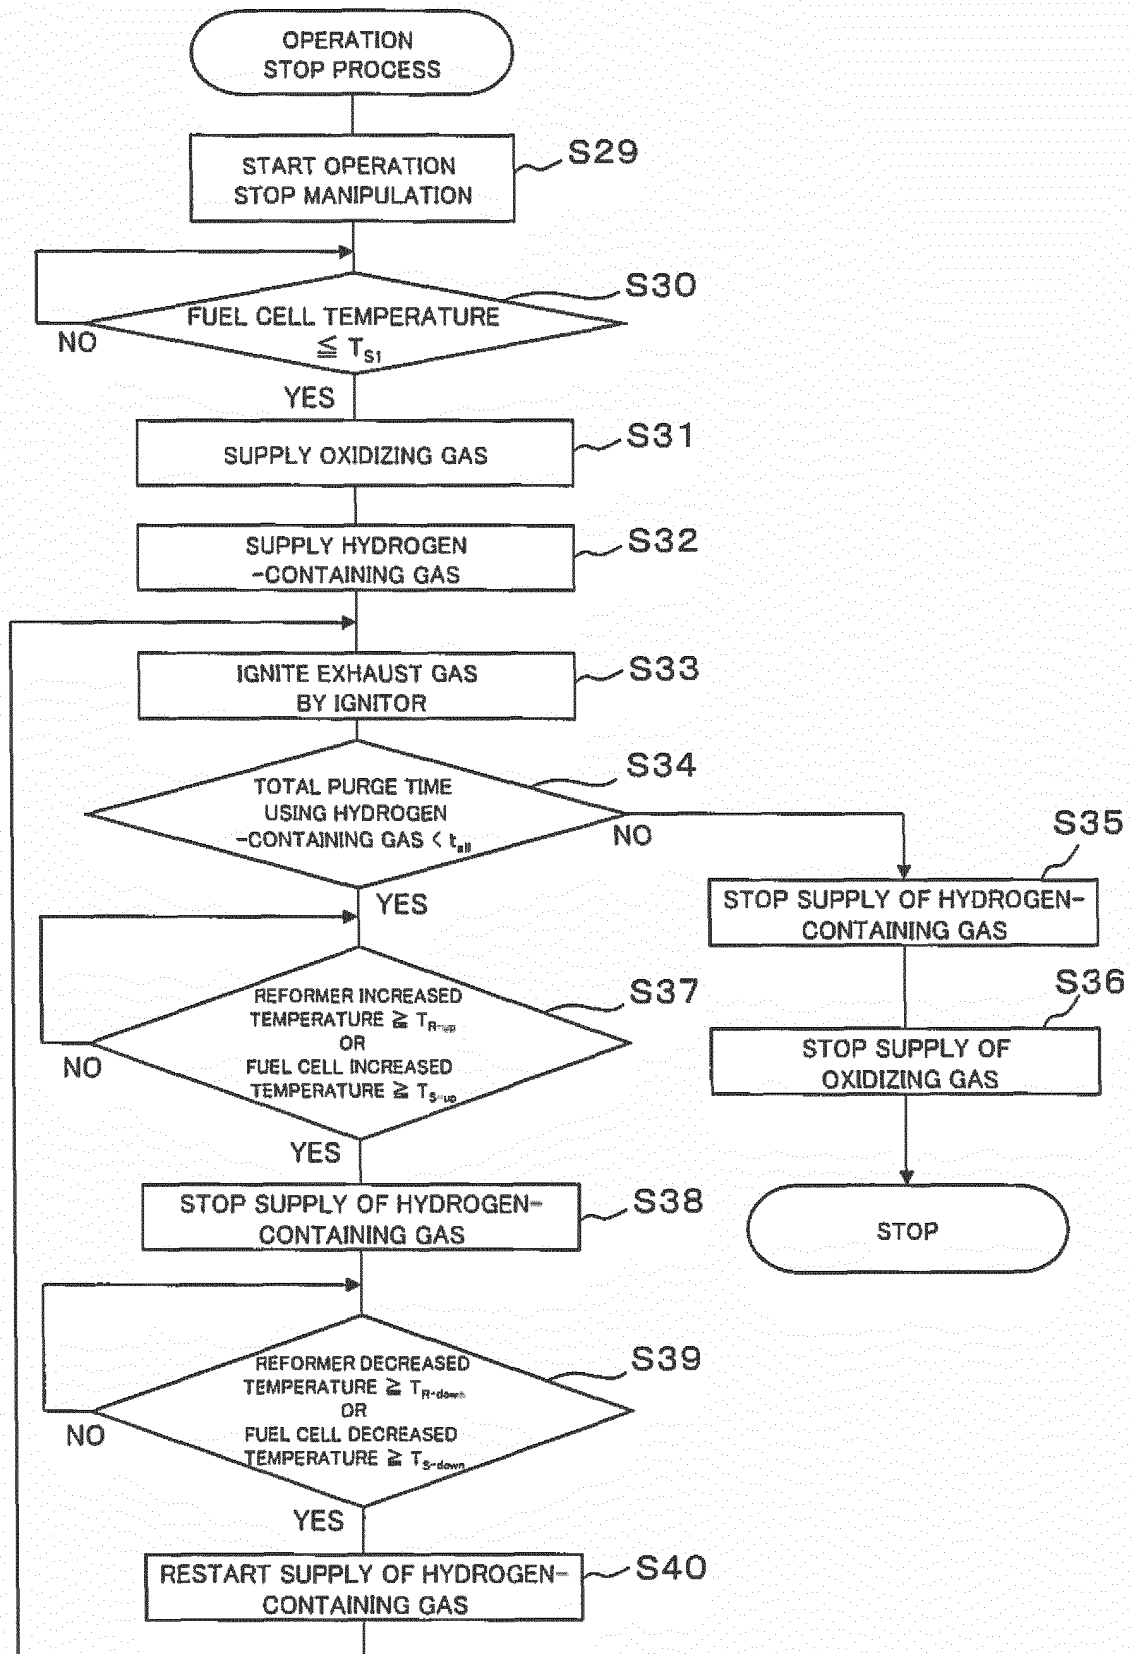 OPERATION
STOP PROCESS
START OPERATION
STOP MANIPULATION
S29
FUEL CELL TEMPERATURE
≦ TS1
S30
NO
YES
SUPPLY OXIDIZING GAS
S31
SUPPLY HYDROGEN
-CONTAINING GAS
S32
IGNITE EXHAUST GAS
BY IGNITOR
S33
TOTAL PURGE TIME
USING HYDROGEN
-CONTAINING GAS < tall
S34
NO
YES
STOP SUPPLY OF HYDROGEN-
CONTAINING GAS
S35
STOP SUPPLY OF
OXIDIZING GAS
S36
STOP
REFORMER INCREASED
TEMPERATURE ≧ TR-up
OR
FUEL CELL INCREASED
TEMPERATURE ≧ TS-up
S37
NO
YES
STOP SUPPLY OF HYDROGEN-
CONTAINING GAS
S38
REFORMER DECREASED
TEMPERATURE ≧ TR-down
OR
FUEL CELL DECREASED
TEMPERATURE ≧ TS-down
S39
NO
YES
RESTART SUPPLY OF HYDROGEN-
CONTAINING GAS
S40